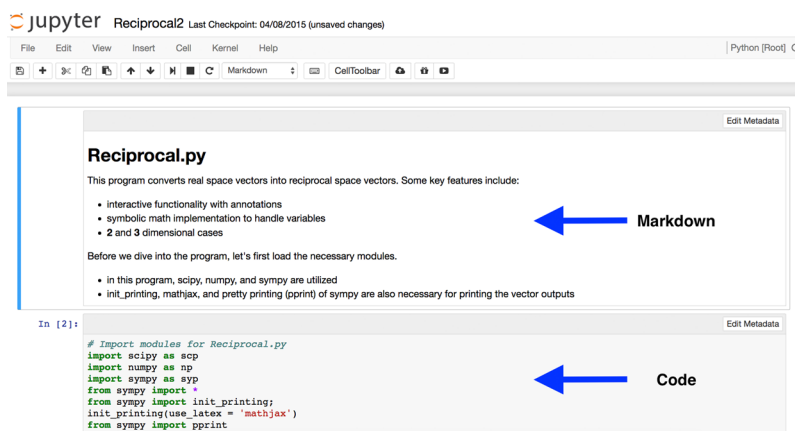 jupyter Reciprocal2 Last Checkpoint: 04/08/2015 (unsaved changes)
File Edit View Insert Cell Kernel Help Python [Root]
Markdown CellToolbar
Edit Metadata
Reciprocal.py
This program converts real space vectors into reciprocal space vectors. Some key features include:
• interactive functionality with annotations
• symbolic math implementation to handle variables
• 2 and 3 dimensional cases
Markdown
Before we dive into the program, let's first load the necessary modules.
• in this program, scipy, numpy, and sympy are utilized
• init_printing, mathjax, and pretty printing (pprint) of sympy are also necessary for printing the vector outputs
In [2]:
Edit Metadata
# Import modules for Reciprocal.py
import scipy as scp
import numpy as np
import sympy as syp
Code
from sympy import *
from sympy import init_printing;
init_printing(use_latex = 'mathjax')
from sympy import pprint